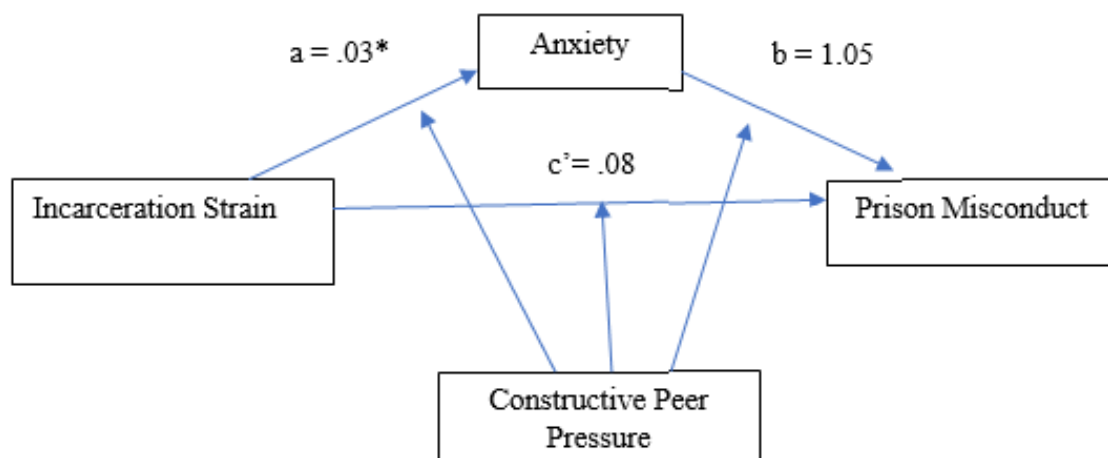 Anxiety
a = .03*
b = 1.05
c’= .08
Incarceration Strain
Prison Misconduct
Constructive Peer
Pressure